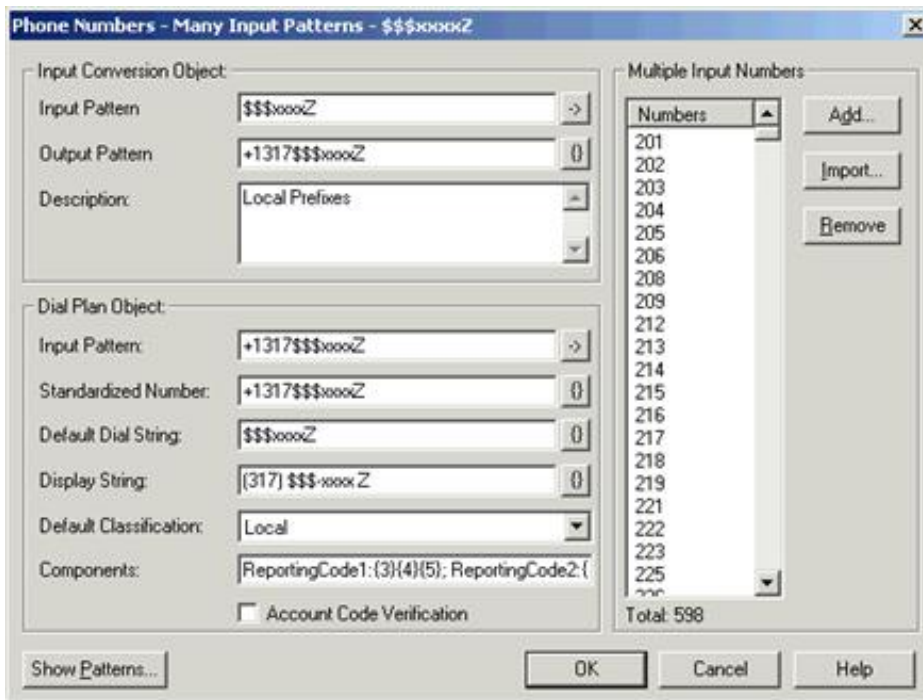 Phone Numbers - Many Input Patterns - $$$xxxxZ
Input Conversion Object:
Input Pattern
$$$xxxxZ
->
Output Pattern
+1317$$$xxxxZ
{}
Description:
Local Prefixes
Dial Plan Object:
Input Pattern:
+1317$$$xxxxZ
->
Standardized Number:
+1317$$$xxxxZ
{}
Default Dial String:
$$$xxxxZ
{}
Display String:
(317) $$$-xxxx Z
{}
Default Classification:
Local
Components:
ReportingCode1:{3}{4}{5}; ReportingCode2:{
Account Code Verification
Multiple Input Numbers
Numbers
201
202
203
204
205
206
208
209
212
213
214
215
216
217
218
219
221
222
223
225
Total: 598
Add...
Import...
Remove
Show Patterns...
OK
Cancel
Help